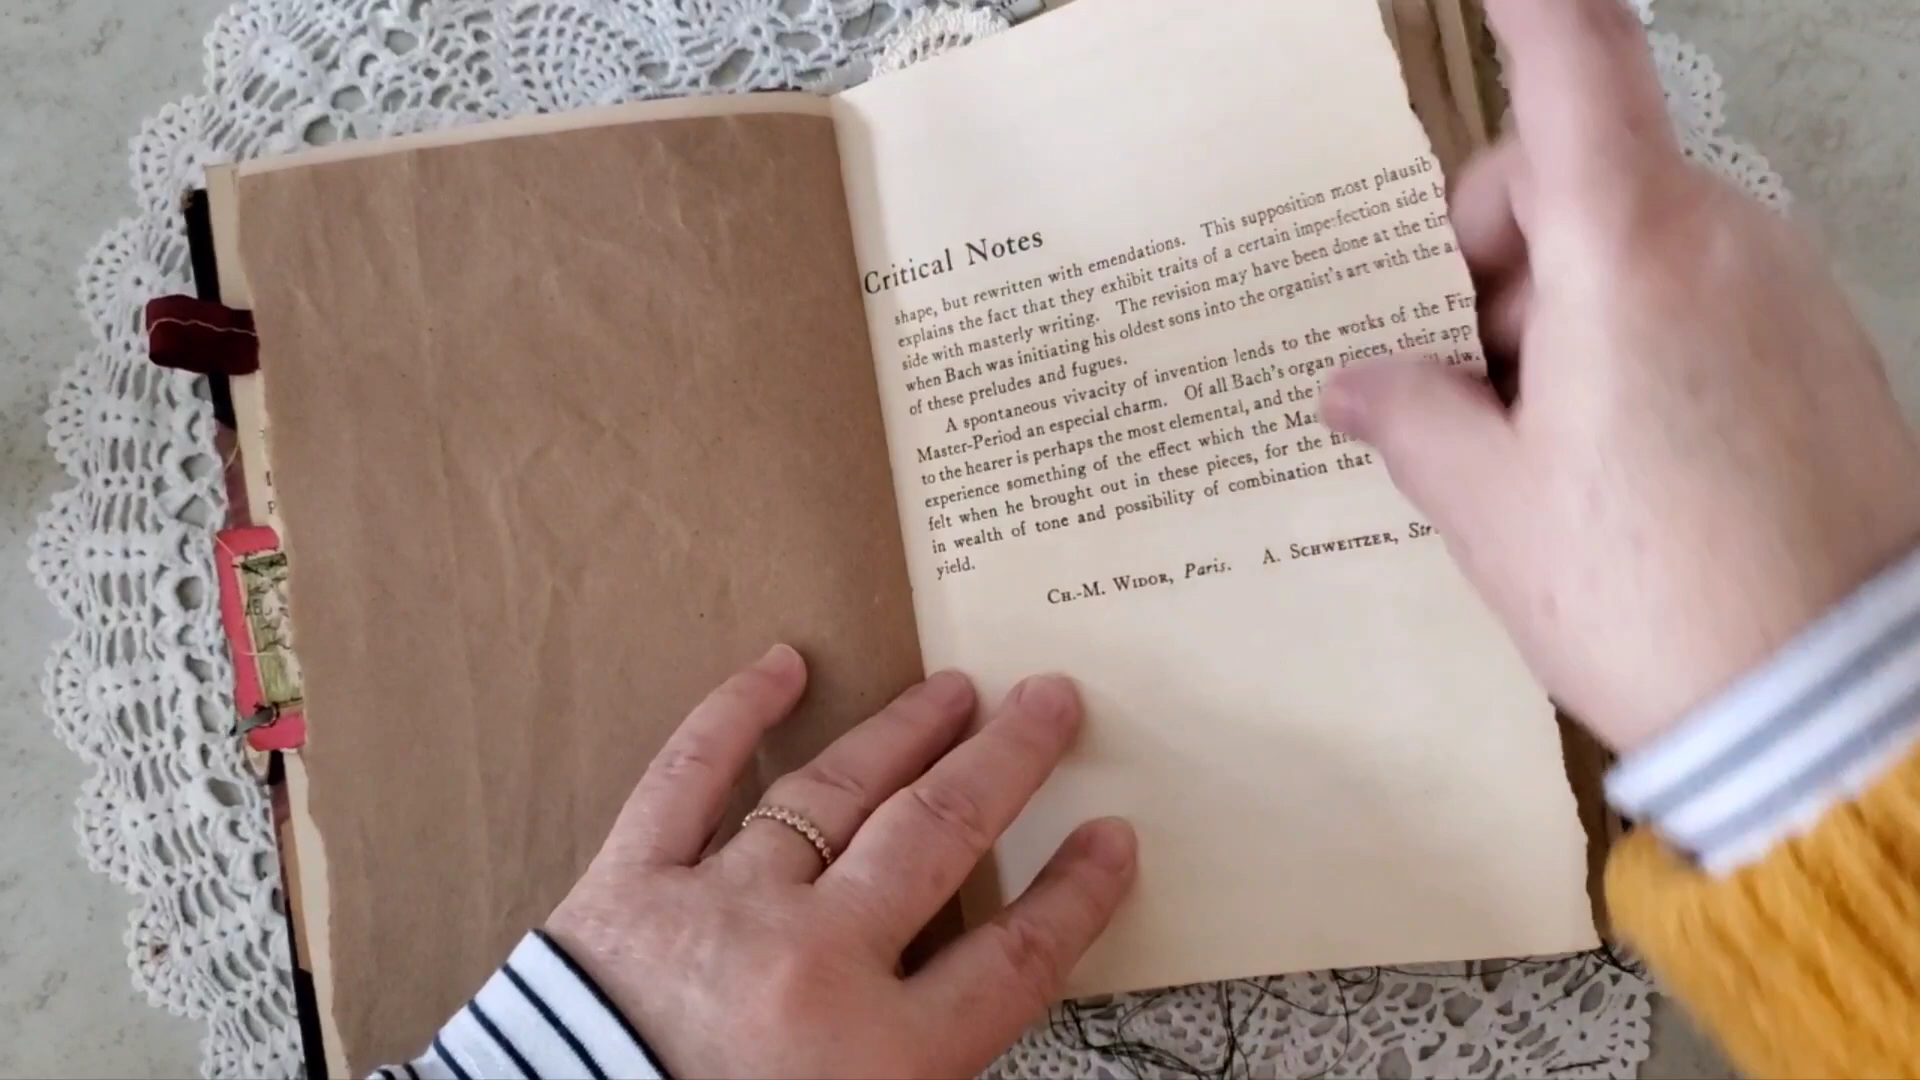 Critical Notes
shape, but rewritten with emendations. This supposition most plausib
explains the fact that they exhibit traits of a certain imperfection side b
side with masterly writing. The revision may have been done at the tim
when Bach was initiating his oldest sons into the organist's art with the a
of these preludes and fugues.
A spontaneous vivacity of invention lends to the works of the Fir
Master-Period an especial charm. Of all Bach's organ pieces, their app
to the hearer is perhaps the most elemental, and the alw
experience something of the effect which the Mas
felt when he brought out in these pieces, for the
in wealth of tone and possibility of combination that
yield.
Ch.-M. Widor, Paris. A. Schweitzer, Str